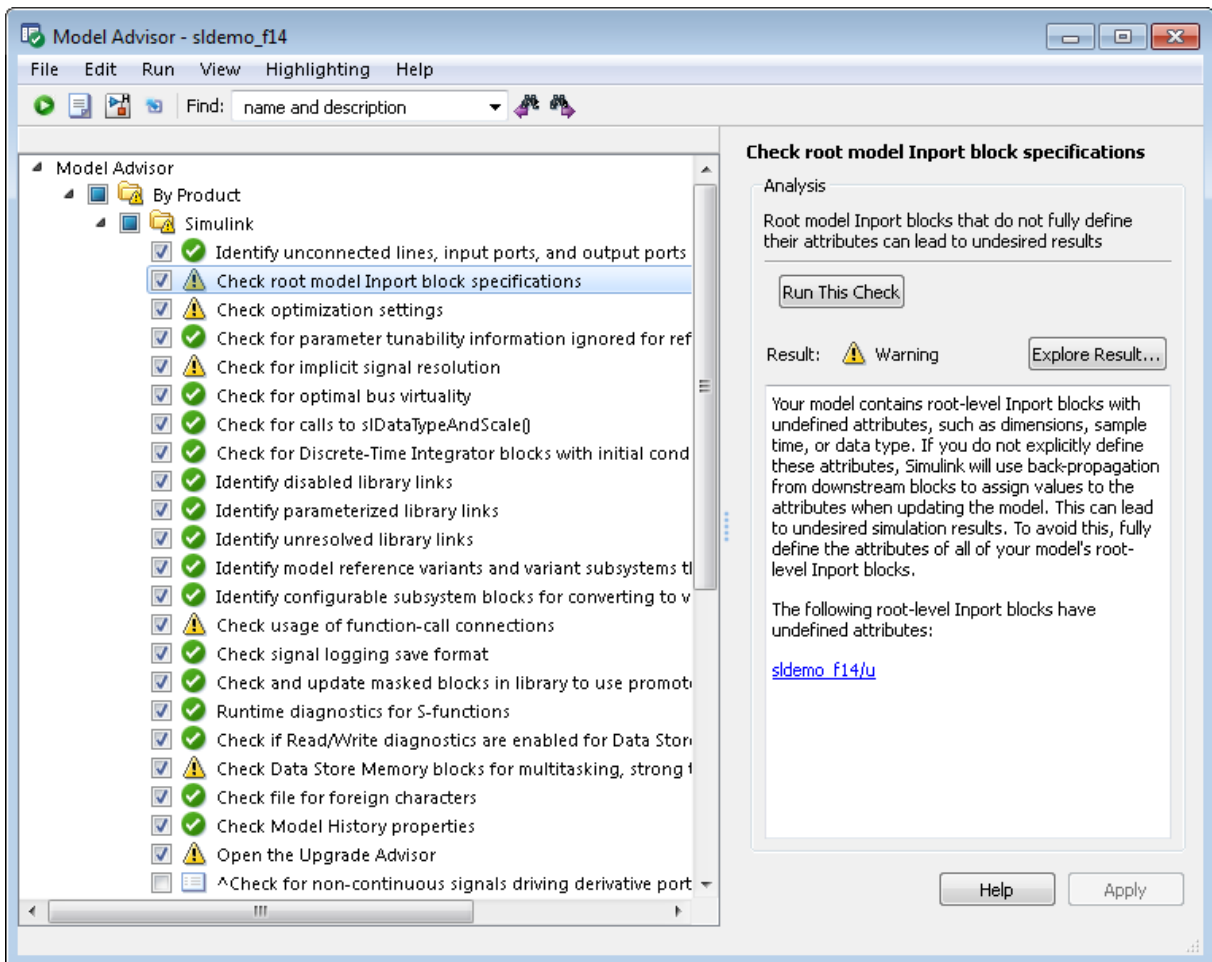 Model Advisor - sldemo_f14
File Edit Run View Highlighting Help
Find: name and description
Model Advisor
By Product
Simulink
Identify unconnected lines, input ports, and output ports
Check root model Inport block specifications
Check optimization settings
Check for parameter tunability information ignored for ref
Check for implicit signal resolution
Check for optimal bus virtuality
Check for calls to slDataTypeAndScale()
Check for Discrete-Time Integrator blocks with initial cond
Identify disabled library links
Identify parameterized library links
Identify unresolved library links
Identify model reference variants and variant subsystems tl
Identify configurable subsystem blocks for converting to v
Check usage of function-call connections
Check signal logging save format
Check and update masked blocks in library to use promot
Runtime diagnostics for S-functions
Check if Read/Write diagnostics are enabled for Data Stor
Check Data Store Memory blocks for multitasking, strong t
Check file for foreign characters
Check Model History properties
Open the Upgrade Advisor
^Check for non-continuous signals driving derivative port
Check root model Inport block specifications
Analysis
Root model Inport blocks that do not fully define
their attributes can lead to undesired results
Run This Check
Result: Warning
Explore Result...
Your model contains root-level Inport blocks with
undefined attributes, such as dimensions, sample
time, or data type. If you do not explicitly define
these attributes, Simulink will use back-propagation
from downstream blocks to assign values to the
attributes when updating the model. This can lead
to undesired simulation results. To avoid this, fully
define the attributes of all of your model's root-
level Inport blocks.
The following root-level Inport blocks have
undefined attributes:
sldemo_f14/u
Help
Apply